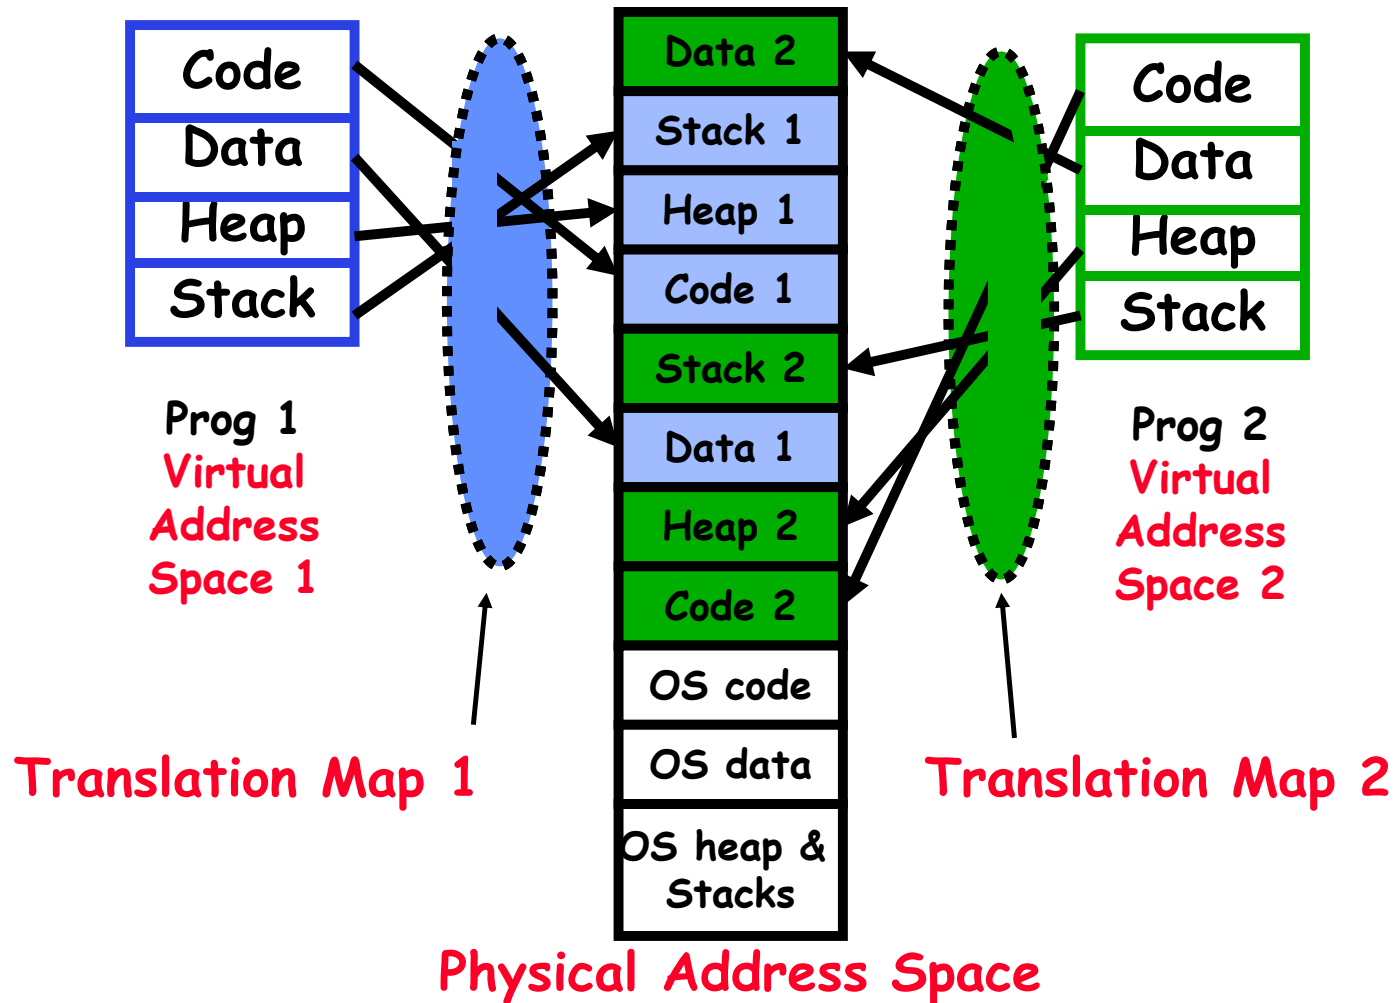 Code
Data
Heap
Stack
Prog 1
Virtual
Address
Space 1
Translation Map 1
Data 2
Stack 1
Heap 1
Code 1
Stack 2
Data 1
Heap 2
Code 2
OS code
OS data
OS heap &
Stacks
Physical Address Space
Code
Data
Heap
Stack
Prog 2
Virtual
Address
Space 2
Translation Map 2